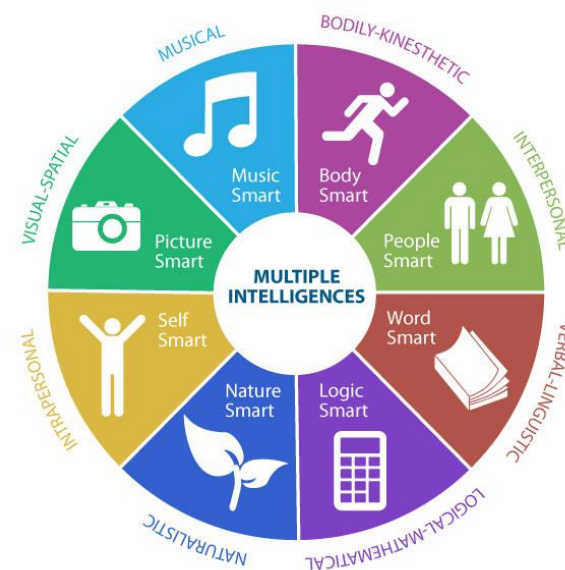 MUSICAL
BODILY-KINESTHETIC
INTERPERSONAL
VERBAL-LINGUISTIC
LOGICAL-MATHEMATICAL
NATURALISTIC
INTRAPERSONAL
VISUAL-SPATIAL
Music
Smart
Body
Smart
People
Smart
Word
Smart
Logic
Smart
Nature
Smart
Self
Smart
Picture
Smart
MULTIPLE
INTELLIGENCES